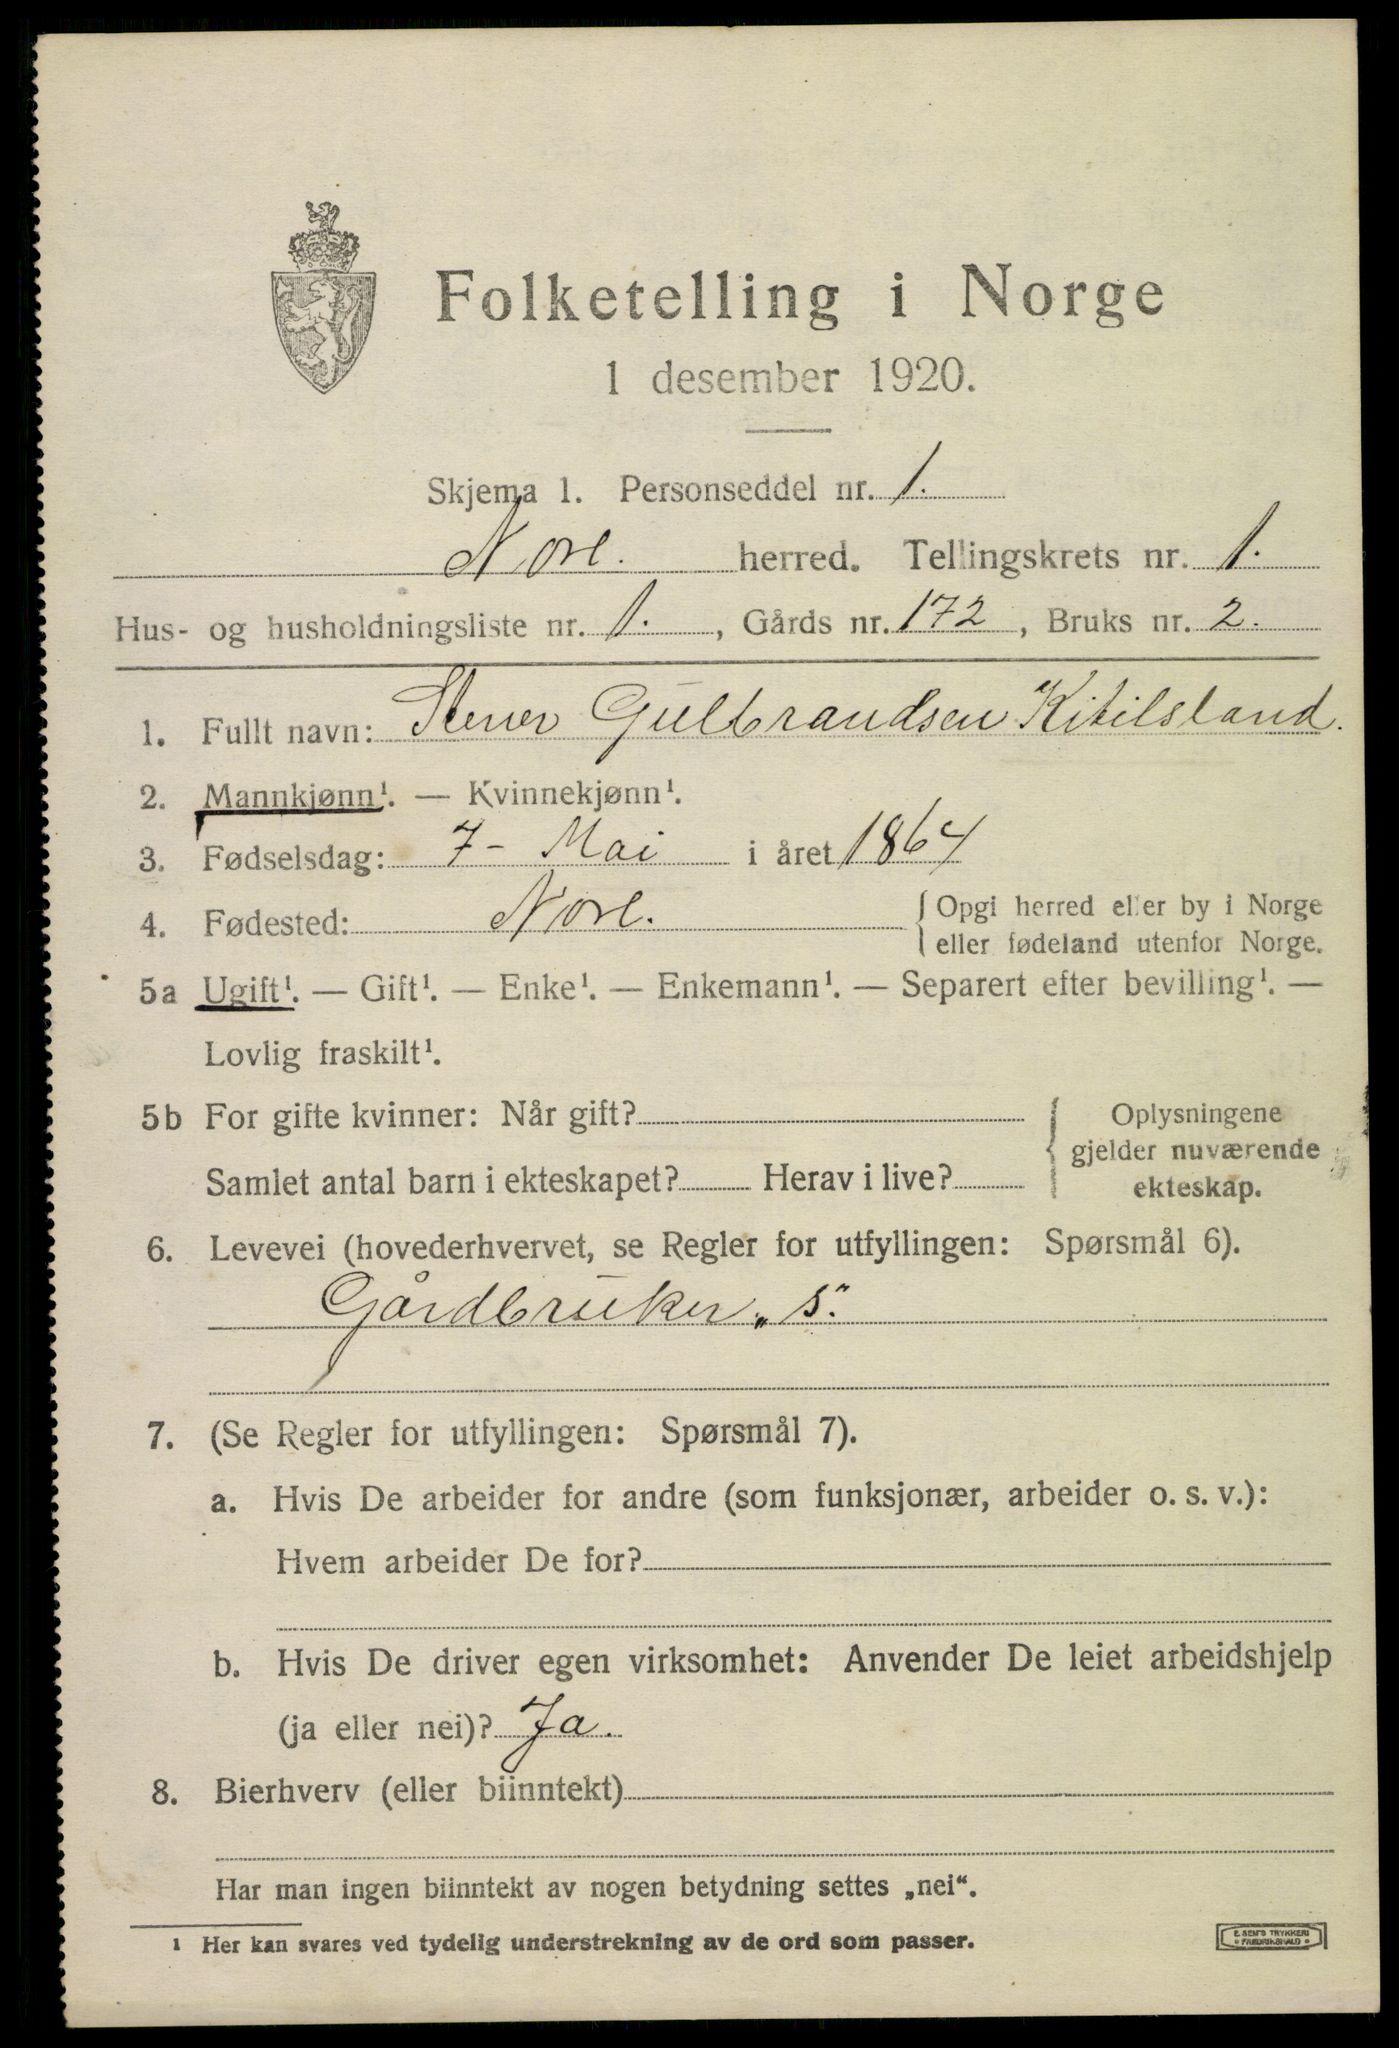 Folketelling i Norge
1 desember 1920.
Skjema 1. Personseddel nr. 1.
Nore. herred. Tellingskrets nr. 1.
Hus- og husholdningsliste nr. 1. , Gårds nr. 172 , Bruks nr. 2.
1. Fullt navn: Stener Gulbrandsen Kitilsland.
2. Mannkjønn¹. — Kvinnekjønn¹.
3. Fødselsdag: 7- Mai i året 1864
4. Fødested: Nore. { Opgi herred eller by i Norge
eller fødeland utenfor Norge.
5a Ugift¹. — Gift¹. — Enke¹. — Enkemann¹. — Separert efter bevilling¹. —
Lovlig fraskilt¹.
5b For gifte kvinner: Når gift? { Oplysningene
gjelder nuværende
Samlet antal barn i ekteskapet? Herav i live? ekteskap.
6. Levevei (hovederhvervet, se Regler for utfyllingen: Spørsmål 6).
Gårdbruker „s".
7. (Se Regler for utfyllingen: Spørsmål 7).
a. Hvis De arbeider for andre (som funksjonær, arbeider o. s. v.):
Hvem arbeider De for?
b. Hvis De driver egen virksomhet: Anvender De leiet arbeidshjelp
(ja eller nei)? Ja.
8. Bierhverv (eller biinntekt)
Har man ingen biinntekt av nogen betydning settes „nei“.
¹ Her kan svares ved tydelig understrekning av de ord som passer.
E. SEM'S TRYKKERI
• FREDRIKSHALD •